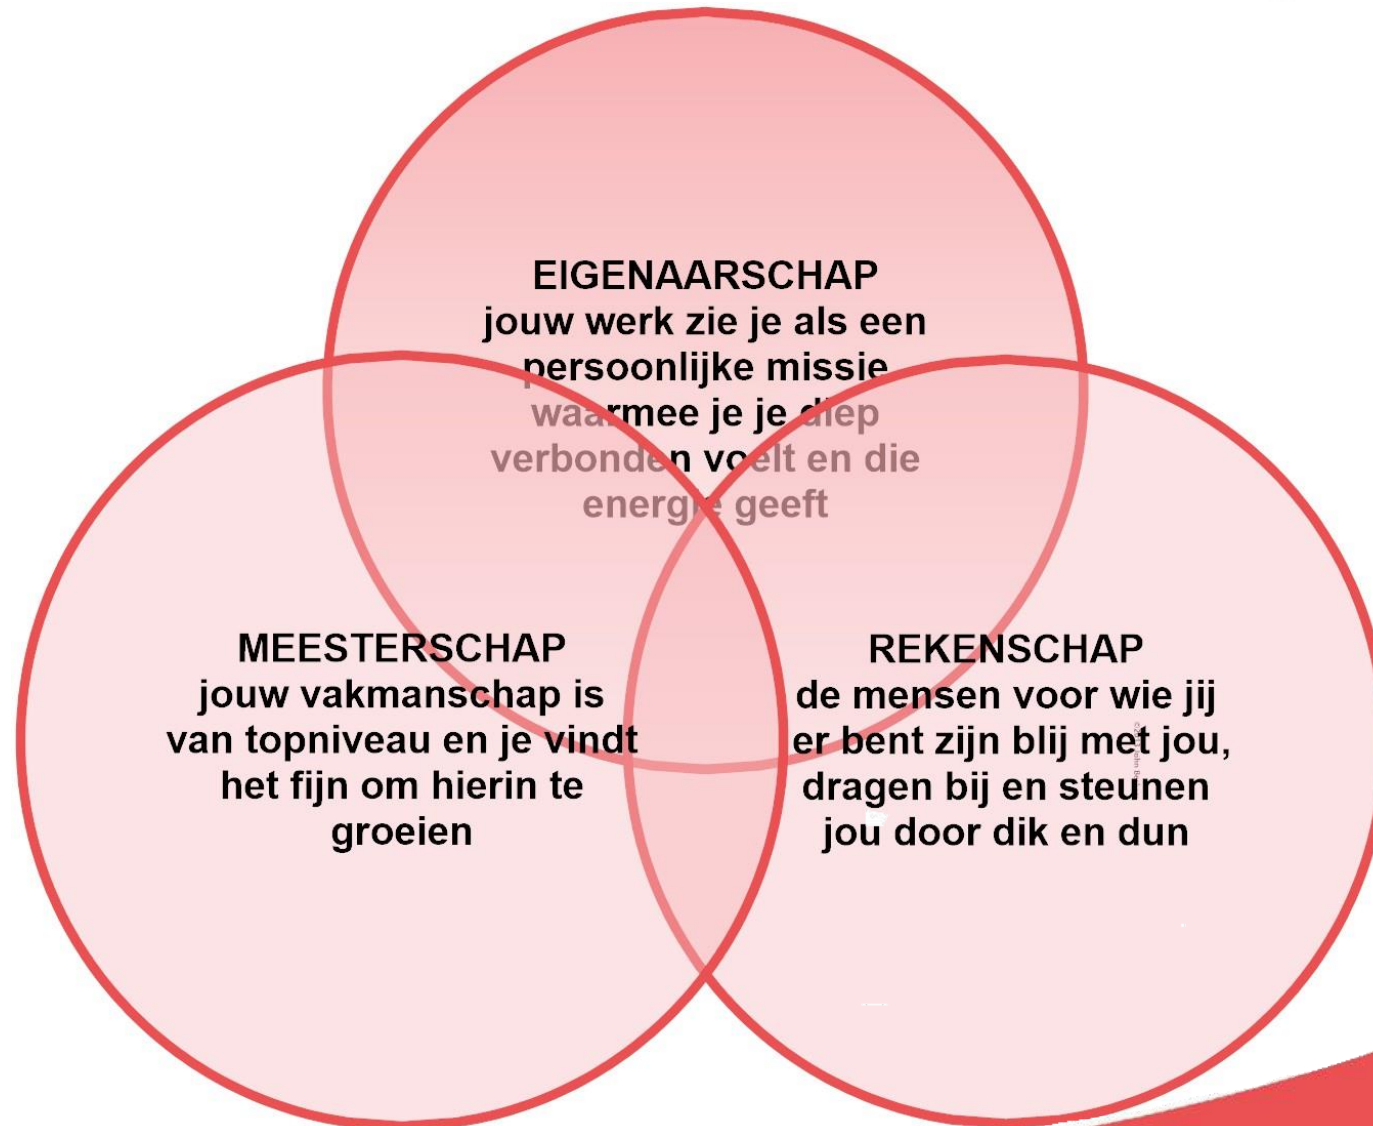 EIGENAARSCHAP
jouw werk zie je als een
persoonlijke missie
waarmee je je diep
verbonden voelt en die
energie geeft
MEESTERSCHAP
jouw vakmanschap is
van topniveau en je vindt
het fijn om hierin te
groeien
REKENSCHAP
de mensen voor wie jij
er bent zijn blij met jou,
dragen bij en steunen
jou door dik en dun